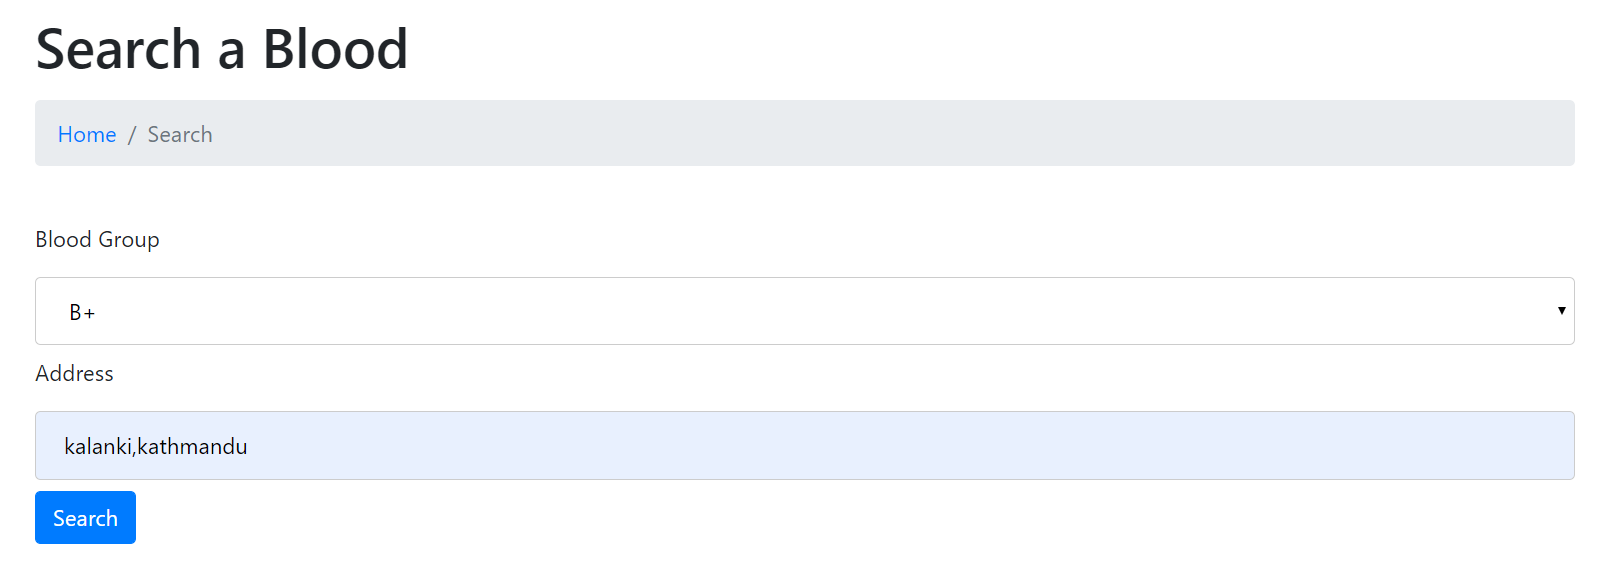 Search a Blood
Home / Search
Blood Group
B+
Address
kalanki,kathmandu
Search